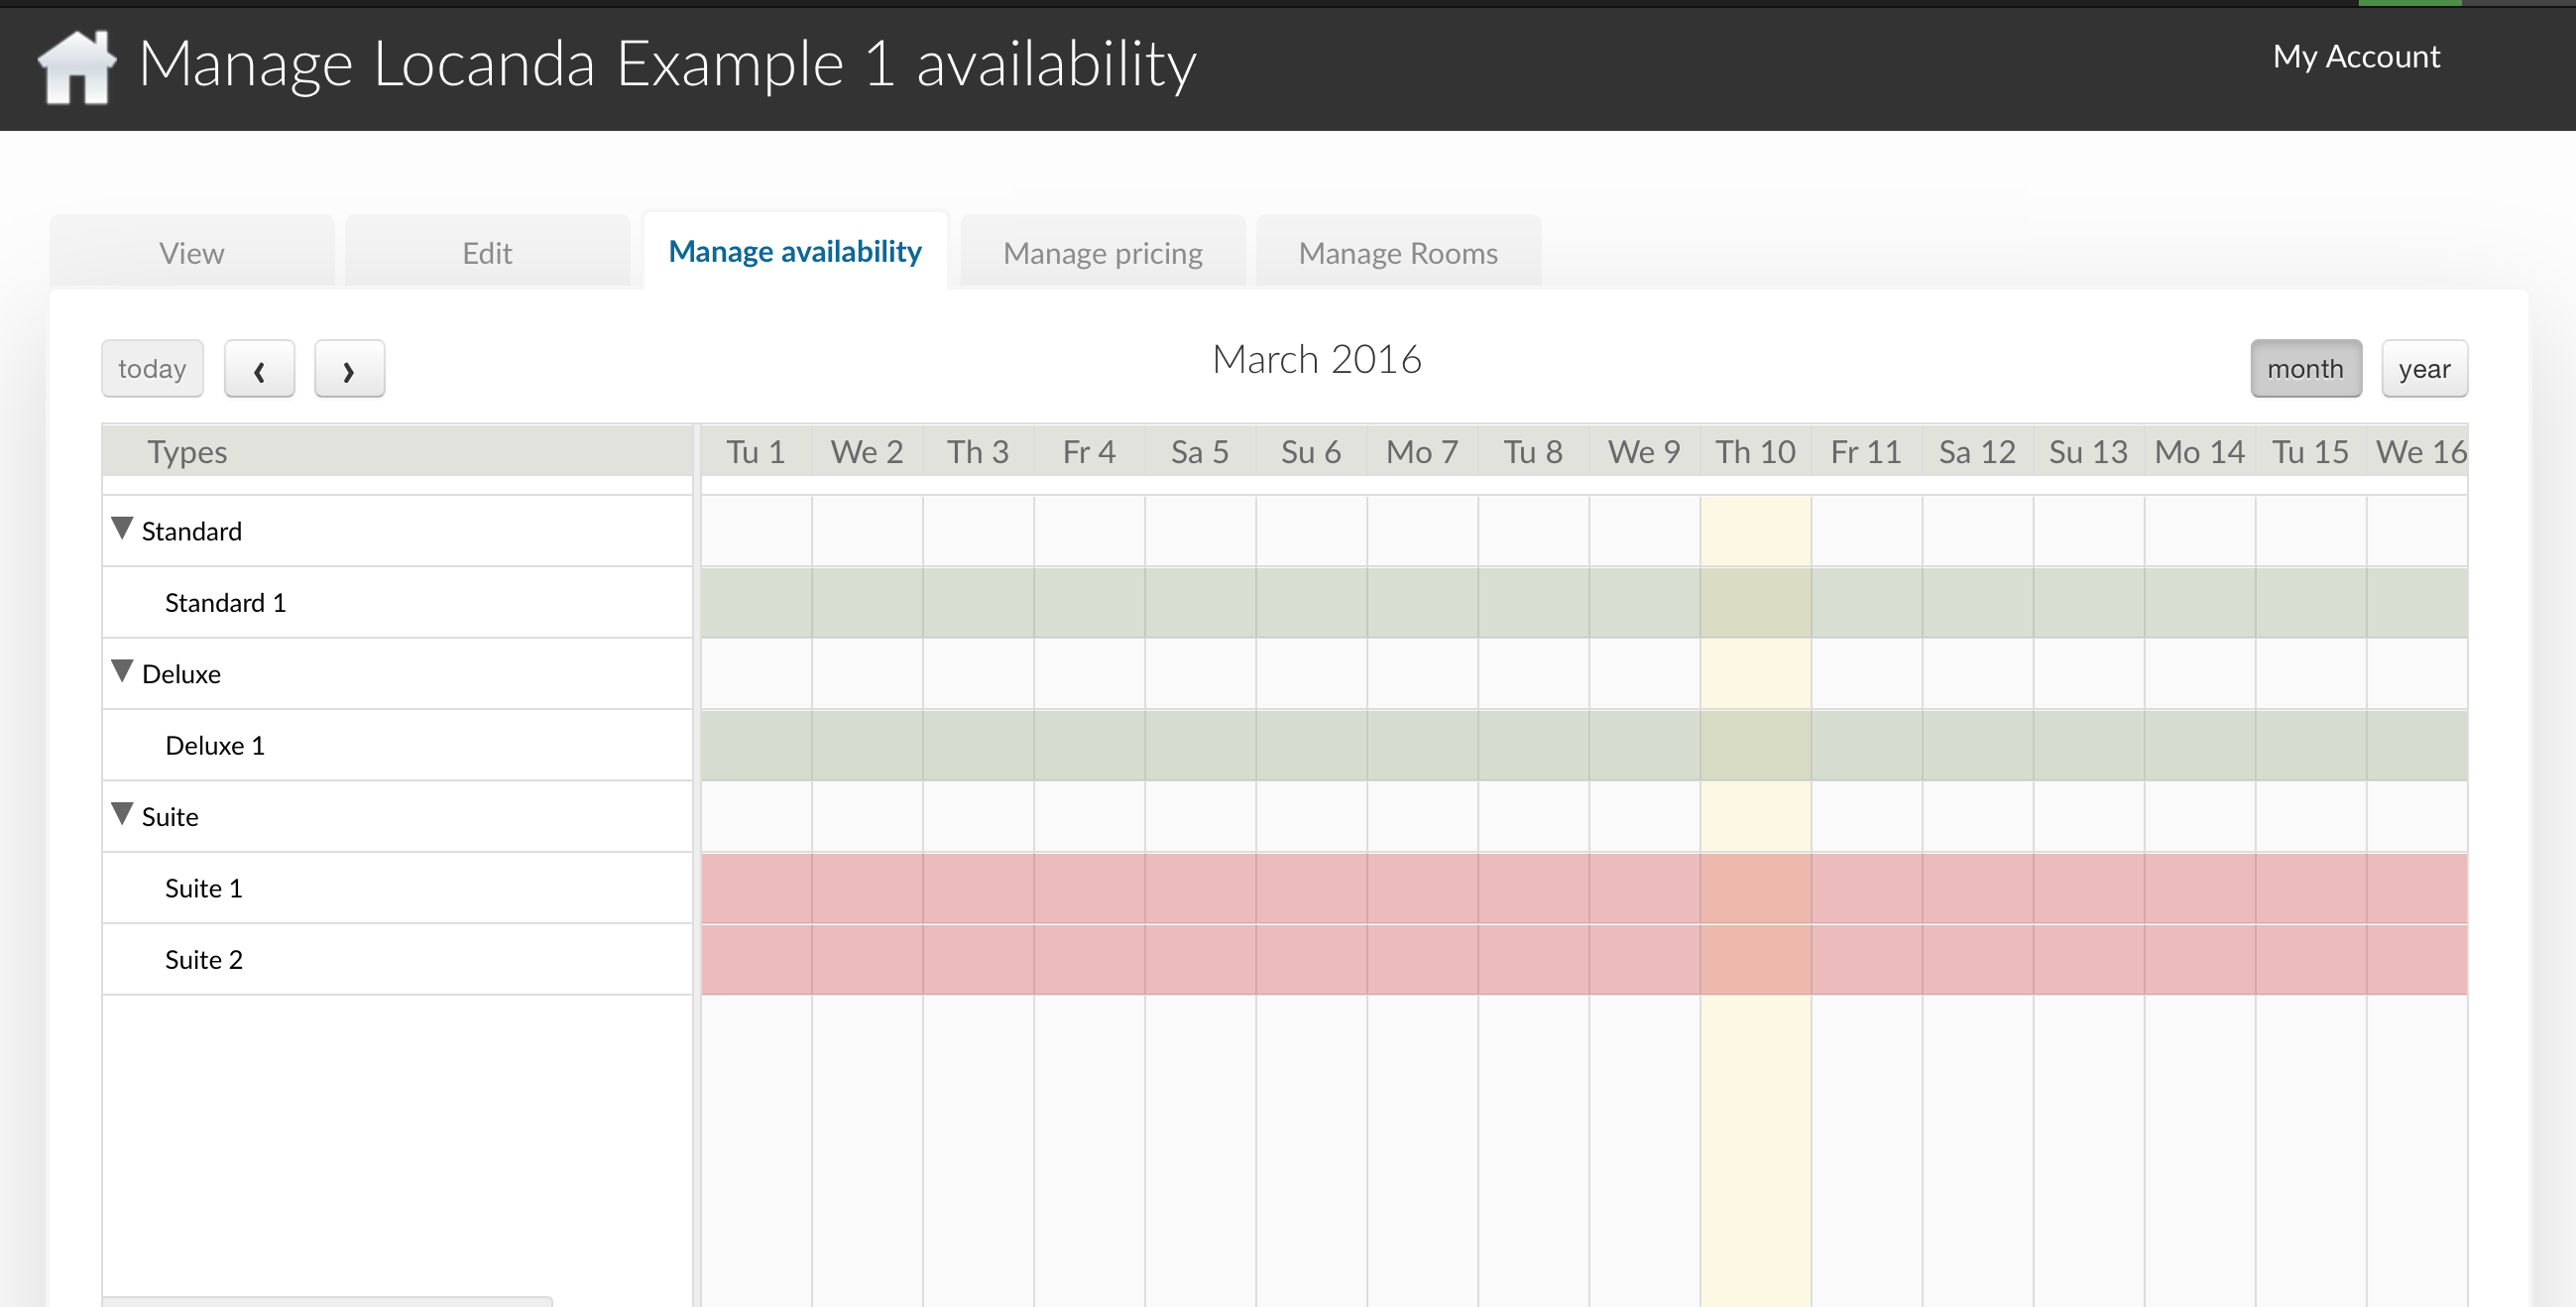 Manage Locanda Example 1 availability
My Account
View Edit Manage availability Manage pricing Manage Rooms
today ‹ › March 2016 month year
Types Tu 1 We 2 Th 3 Fr 4 Sa 5 Su 6 Mo 7 Tu 8 We 9 Th 10 Fr 11 Sa 12 Su 13 Mo 14 Tu 15 We 16
Standard
Standard 1
Deluxe
Deluxe 1
Suite
Suite 1
Suite 2